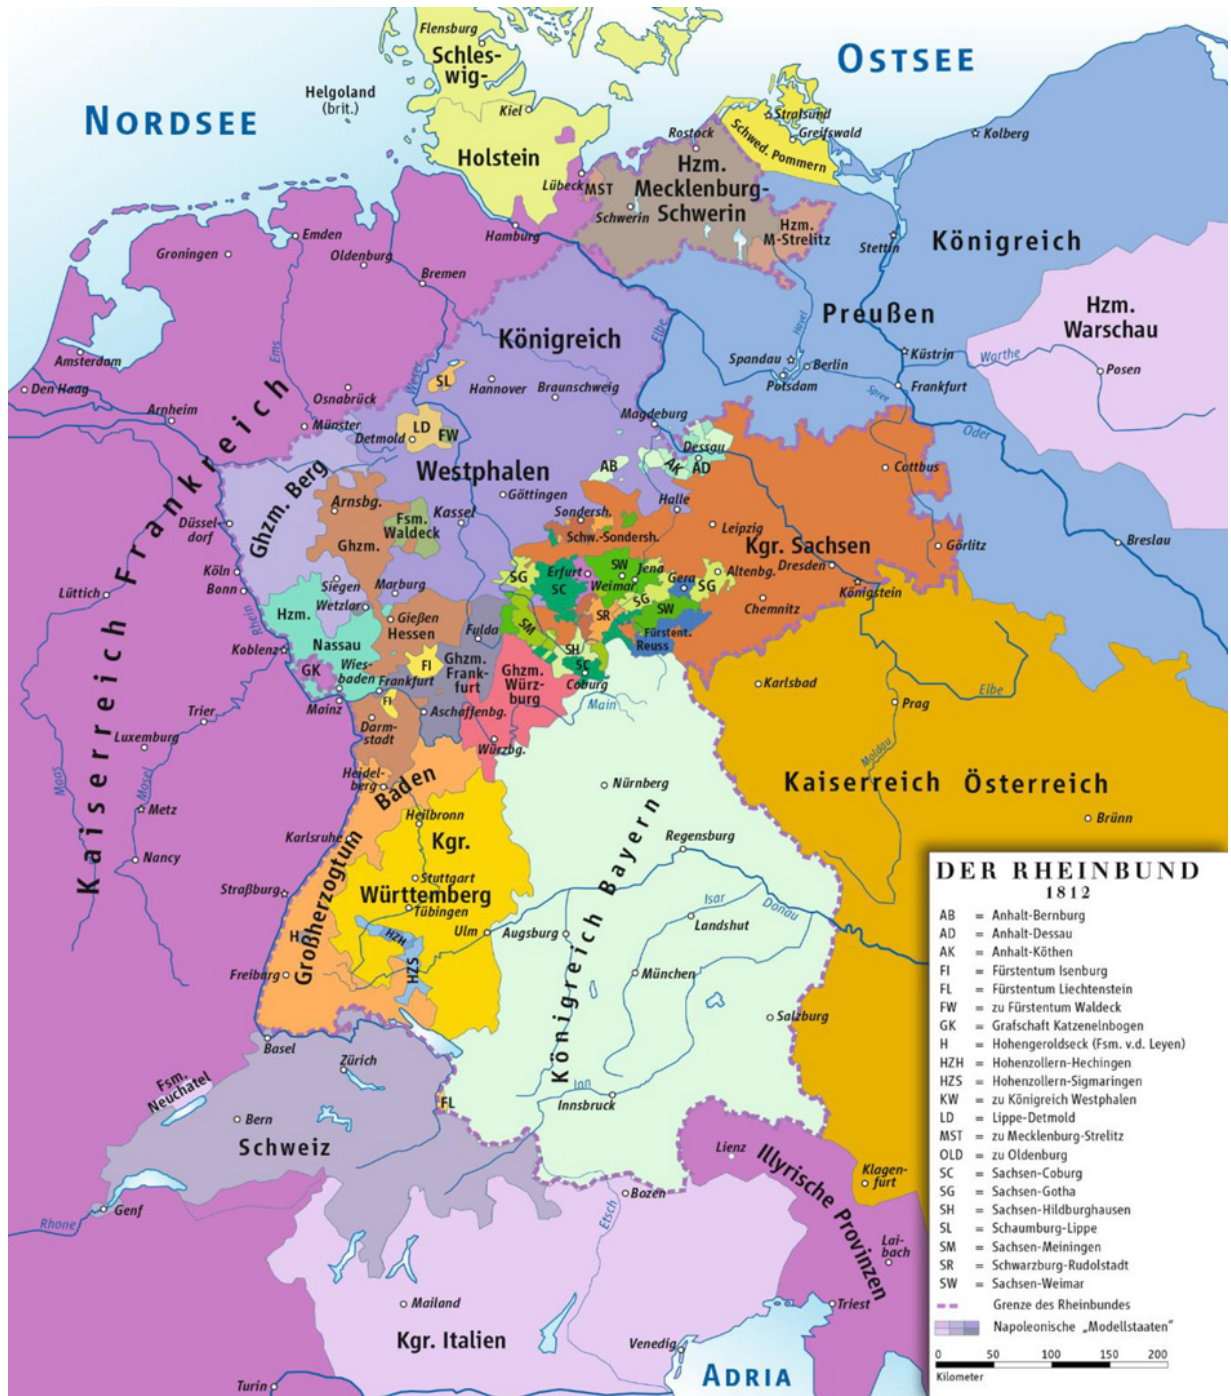 Flensburg
Schles-
wig-
OSTSEE
Helgoland
(brit.)
NORDSEE
Kiel
Stralsund
Greifswald
Schwed. Pommern
Kolberg
Rostock
Holstein
Hzm.
Mecklenburg-
Schwerin
Lübeck
MST
Schwerin
Hzm.
M-Strelitz
Hamburg
Emden
Groningen
Oldenburg
Bremen
Stettin
Königreich
Preußen
Hzm.
Warschau
Königreich
Elbe
Havel
Ems
Weser
Amsterdam
Den Haag
SL
Hannover
Braunschweig
Spandau
Berlin
Potsdam
Küstrin
Warthe
Posen
Spree
Frankfurt
Osnabrück
Arnheim
Münster
Magdeburg
LD
Detmold
FW
Oder
Dessau
AB
AK
AD
Westphalen
Cottbus
Kaiserreich Frankreich
Ghzm. Berg
Göttingen
Halle
Arnsbg.
Fsm.
Waldeck
Kassel
Sondersh.
Schw.-Sondersh.
Leipzig
Düssel
dorf
Ghzm.
Kgr. Sachsen
Görlitz
Breslau
Köln
Bonn
Lüttich
Siegen
Marburg
SG
SC
Erfurt
SW
Weimar
Jena
Gera
SG
Altenbg.
Dresden
Königstein
Chemnitz
Rhein
Hzm.
Nassau
Wetzlar
Gießen
Hessen
Fulda
SM
SR
SG
SW
Fürstent.
Reuss
Koblenz
GK
Wies-
baden
FI
Ghzm.
Frank-
furt
Ghzm.
Würz-
burg
SH
SC
Coburg
Frankfurt
FI
Mainz
Main
Karlsbad
Elbe
Prag
Trier
Darm-
stadt
Aschaffenbg.
Luxemburg
Würzbg.
Moldau
Maas
Mosel
Metz
Heidel-
berg
Nürnberg
Kaiserreich Österreich
Brünn
Nancy
Karlsruhe
Heilbronn
Kgr.
Württemberg
Stuttgart
Tübingen
Regensburg
Straßburg
Großherzogtum Baden
Königreich Bayern
Isar
Donau
Landshut
H
HZH
HZS
Ulm
Augsburg
Freiburg
München
Salzburg
Basel
Zürich
Fsm.
Neuchatel
Inn
Innsbruck
Bern
FL
Schweiz
Lienz
Illyrische Provinzen
Klagen-
furt
Genf
Rhone
Bozen
Etsch
Lai-
bach
Mailand
Kgr. Italien
Triest
Venedig
Turin
ADRIA
DER RHEINBUND
1812
AB = Anhalt-Bernburg
AD = Anhalt-Dessau
AK = Anhalt-Köthen
FI = Fürstentum Isenburg
FL = Fürstentum Liechtenstein
FW = zu Fürstentum Waldeck
GK = Grafschaft Katzenelnbogen
H = Hohengeroldseck (Fsm. v.d. Leyen)
HZH = Hohenzollern-Hechingen
HZS = Hohenzollern-Sigmaringen
KW = zu Königreich Westphalen
LD = Lippe-Detmold
MST = zu Mecklenburg-Strelitz
OLD = zu Oldenburg
SC = Sachsen-Coburg
SG = Sachsen-Gotha
SH = Sachsen-Hildburghausen
SL = Schaumburg-Lippe
SM = Sachsen-Meiningen
SR = Schwarzburg-Rudolstadt
SW = Sachsen-Weimar
Grenze des Rheinbundes
Napoleonische „Modellstaaten"
0 50 100 150 200
Kilometer